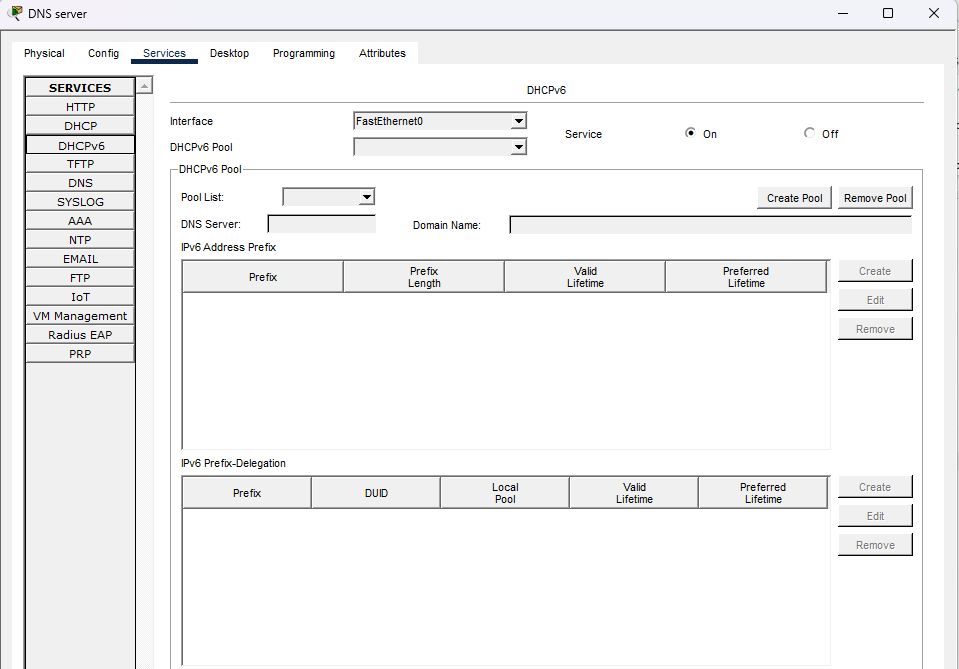 DNS server
Physical Config Services Desktop Programming Attributes
SERVICES
HTTP
DHCP
DHCPv6
TFTP
DNS
SYSLOG
AAA
NTP
EMAIL
FTP
IoT
VM Management
Radius EAP
PRP
DHCPv6
Interface FastEthernet0
Service On Off
DHCPv6 Pool
DHCPv6 Pool
Pool List: Create Pool Remove Pool
DNS Server: Domain Name:
IPv6 Address Prefix
Prefix Prefix Length Valid Lifetime Preferred Lifetime
Create
Edit
Remove
IPv6 Prefix-Delegation
Prefix DUID Local Pool Valid Lifetime Preferred Lifetime
Create
Edit
Remove